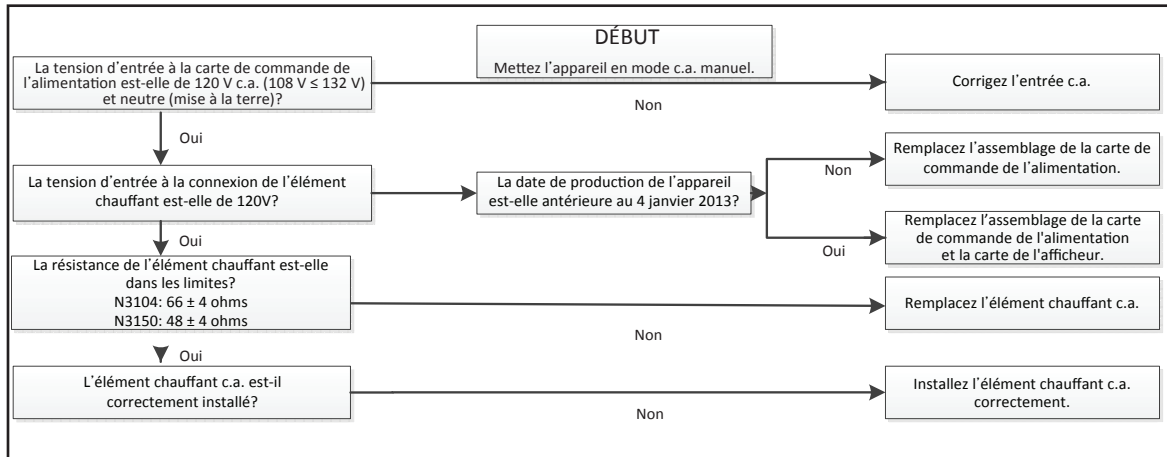 DÉBUT
Mettez l'appareil en mode c.a. manuel.
La tension d'entrée à la carte de commande de
l'alimentation est-elle de 120 V c.a. (108 V ≤ 132 V)
et neutre (mise à la terre)?
Non
Corrigez l'entrée c.a.
Oui
La tension d'entrée à la connexion de l'élément
chauffant est-elle de 120V?
La date de production de l'appareil
est-elle antérieure au 4 janvier 2013?
Non
Remplacez l'assemblage de la carte de
commande de l'alimentation.
Oui
Remplacez l'assemblage de la carte
de commande de l'alimentation
et la carte de l'afficheur.
Oui
La résistance de l'élément chauffant est-elle
dans les limites?
N3104: 66 ± 4 ohms
N3150: 48 ± 4 ohms
Non
Remplacez l'élément chauffant c.a.
Oui
L'élément chauffant c.a. est-il
correctement installé?
Non
Installez l'élément chauffant c.a.
correctement.